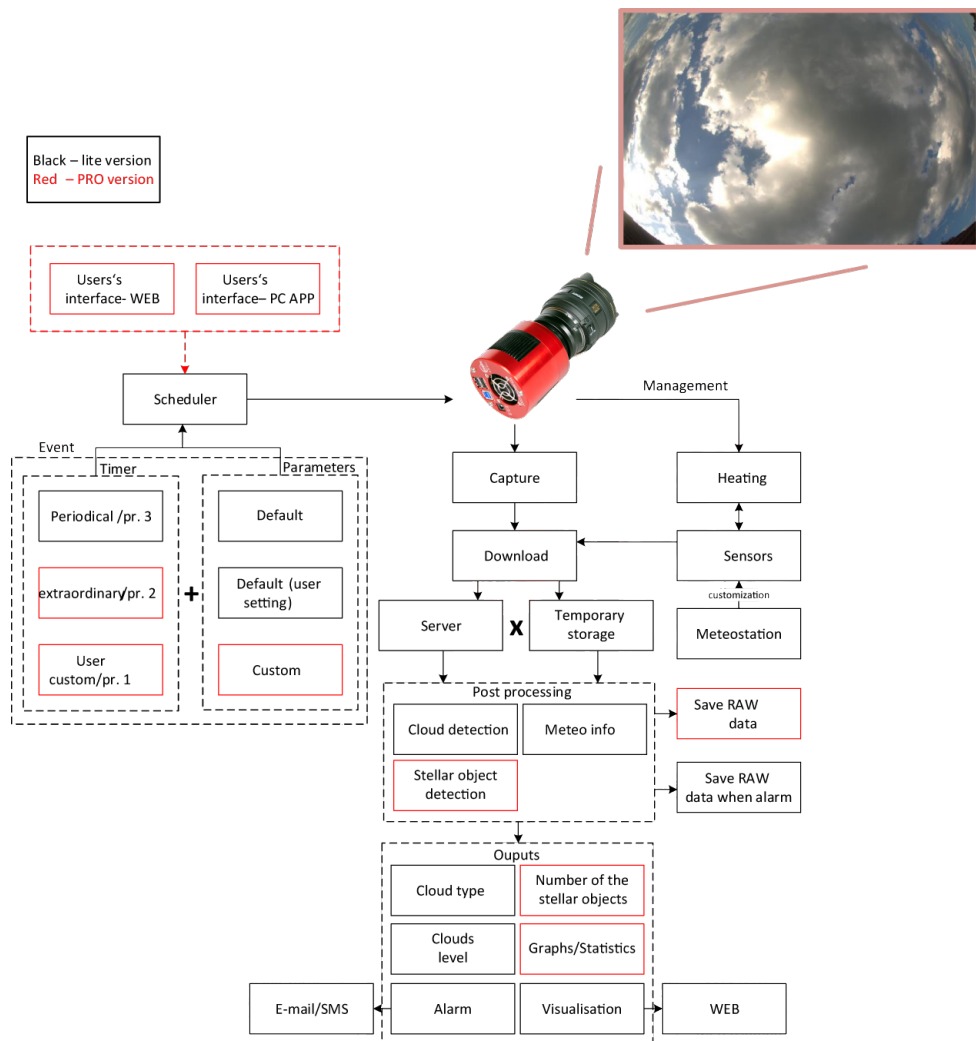 Black – lite version
Red – PRO version
Users‘s
interface- WEB
Users‘s
interface– PC APP
Scheduler
Management
Event
Timer
Parameters
Periodical /pr. 3
extraordinary/pr. 2
User
custom/pr. 1
+
Default
Default (user
setting)
Custom
Capture
Heating
Download
Sensors
customization
Server
X
Temporary
storage
Meteostation
Post processing
Cloud detection
Meteo info
Stellar object
detection
Save RAW
data
Save RAW
data when alarm
Ouputs
Cloud type
Number of the
stellar objects
Clouds
level
Graphs/Statistics
E-mail/SMS
Alarm
Visualisation
WEB